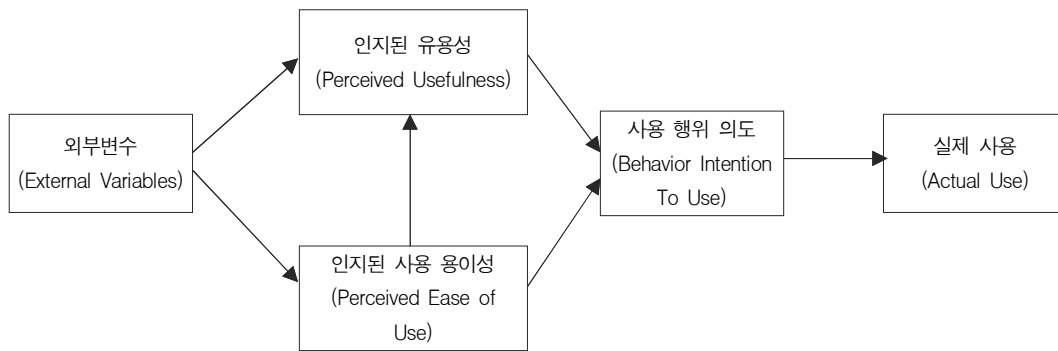 외부변수
(External Variables)
인지된 유용성
(Perceived Usefulness)
인지된 사용 용이성
(Perceived Ease of
Use)
사용 행위 의도
(Behavior Intention
To Use)
실제 사용
(Actual Use)